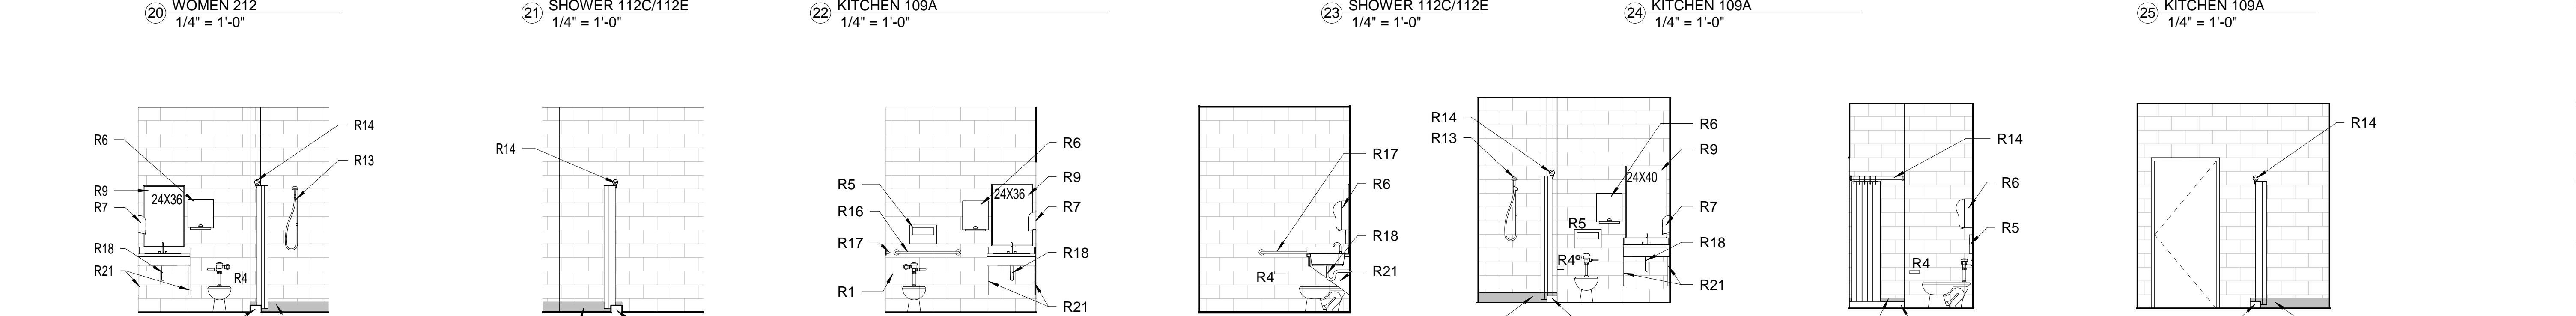 20 WOMEN 212
1/4" = 1'-0"
21 SHOWER 112C/112E
1/4" = 1'-0"
22 KITCHEN 109A
1/4" = 1'-0"
23 SHOWER 112C/112E
1/4" = 1'-0"
24 KITCHEN 109A
1/4" = 1'-0"
25 KITCHEN 109A
1/4" = 1'-0"
R6
R9
R7
R18
R21
24X36
R4
R14
R13
R14
R5
R16
R17
R1
24X36
R6
R9
R7
R18
R21
R4
R17
R6
R18
R21
R14
R13
R5
R4
24X40
R6
R9
R7
R18
R21
R4
R14
R6
R5
R14